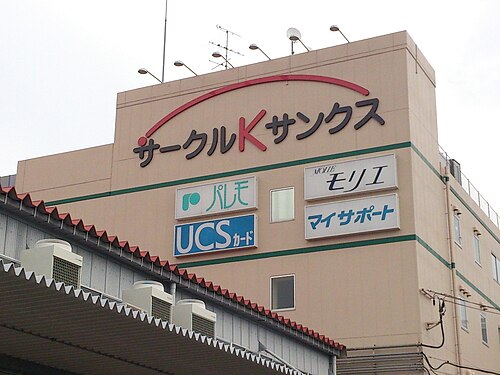 サークルKサンクス
パレモ
モリエ
UCSカード
マイサポート